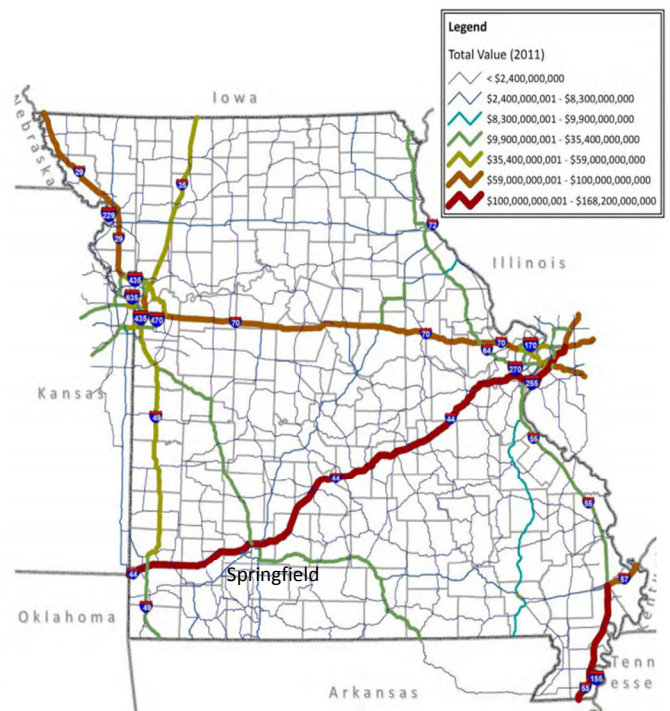 Legend
Total Value (2011)
< $2,400,000,000
$2,400,000,001 - $8,300,000,000
$8,300,000,001 - $9,900,000,000
$9,900,000,001 - $35,400,000,000
$35,400,000,001 - $59,000,000,000
$59,000,000,001 - $100,000,000,000
$100,000,000,001 - $168,200,000,000
Iowa
Nebraska
29
35
229
29
72
Illinois
435
635
435
470
70
70
70
170
64
270
255
Kansas
49
44
55
44
55
Springfield
44
57
49
Oklahoma
Kentu
Tenn
essee
155
55
Arkansas